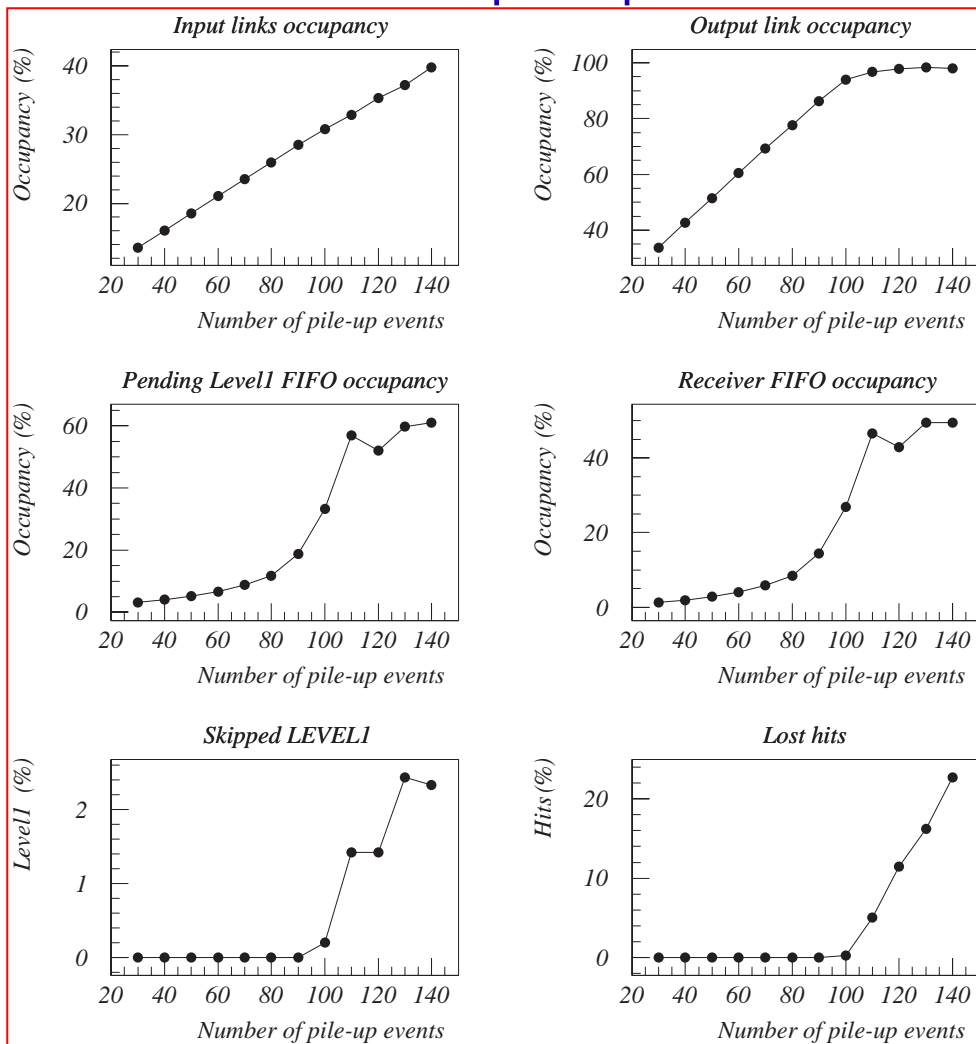 Input links occupancy
Occupancy (%)
40
30
20
20 40 60 80 100 120 140
Number of pile-up events
Output link occupancy
Occupancy (%)
100
80
60
40
20 40 60 80 100 120 140
Number of pile-up events
Pending Level1 FIFO occupancy
Occupancy (%)
60
40
20
0
20 40 60 80 100 120 140
Number of pile-up events
Receiver FIFO occupancy
Occupancy (%)
40
20
0
20 40 60 80 100 120 140
Number of pile-up events
Skipped LEVEL1
Level1 (%)
2
1
0
20 40 60 80 100 120 140
Number of pile-up events
Lost hits
Hits (%)
20
10
0
20 40 60 80 100 120 140
Number of pile-up events